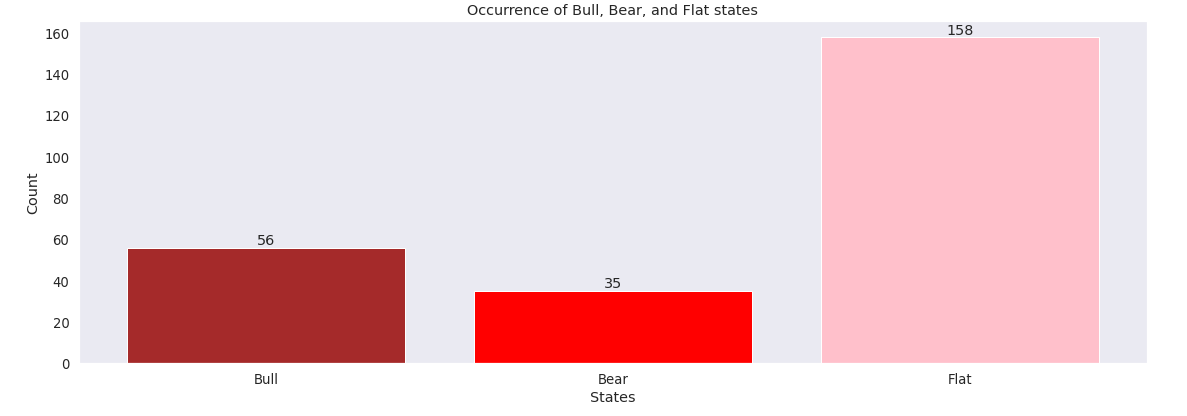 Occurrence of Bull, Bear, and Flat states
160
140
120
100
80
60
40
20
0
Count
56
35
158
Bull
Bear
Flat
States